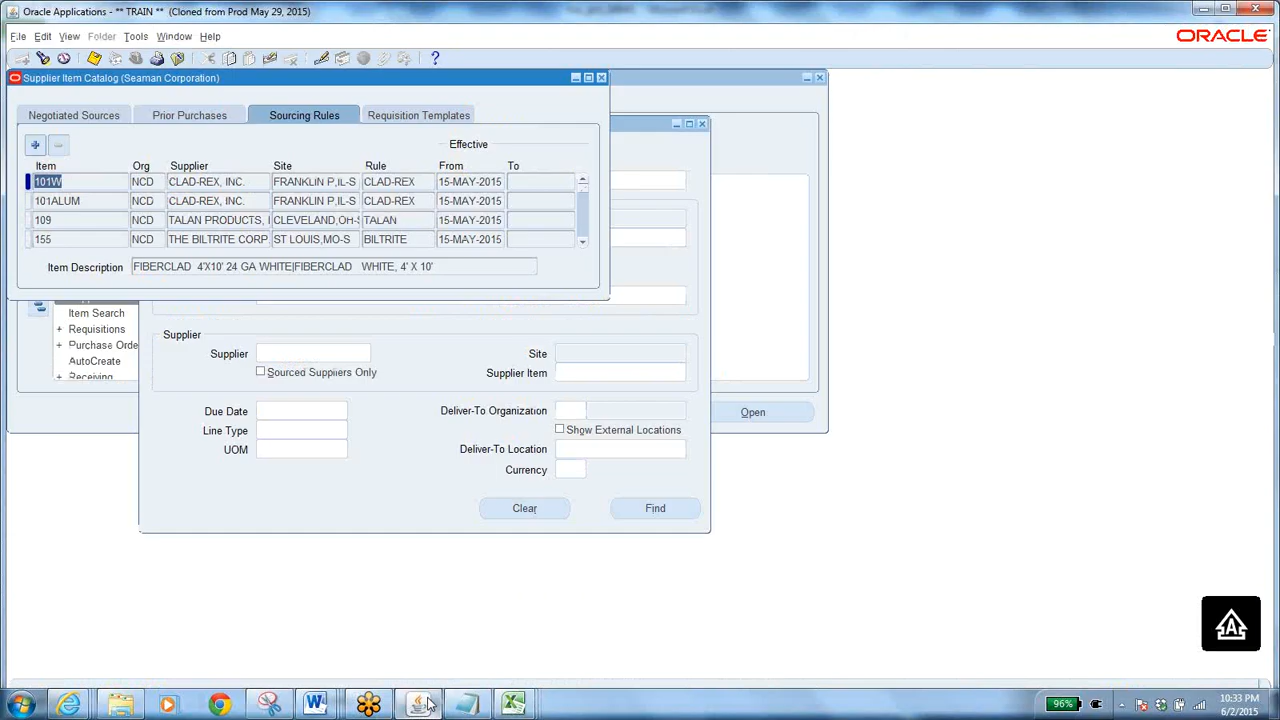 Oracle Applications - ** TRAIN ** (Cloned from Prod May 29, 2015)
File Edit View Folder Tools Window Help
ORACLE
Supplier Item Catalog (Seaman Corporation)
Negotiated Sources Prior Purchases Sourcing Rules Requisition Templates
Effective
Item Org Supplier Site Rule From To
101W NCD CLAD-REX, INC. FRANKLIN P,IL-S CLAD-REX 15-MAY-2015
101ALUM NCD CLAD-REX, INC. FRANKLIN P,IL-S CLAD-REX 15-MAY-2015
109 NCD TALAN PRODUCTS, I CLEVELAND,OH-S TALAN 15-MAY-2015
155 NCD THE BILTRITE CORP ST LOUIS,MO-S BILTRITE 15-MAY-2015
Item Description FIBERCLAD 4'X10' 24 GA WHITE|FIBERCLAD WHITE, 4' X 10'
Item Search
+ Requisitions
+ Purchase Orde
AutoCreate
+ Receiving
Supplier
Supplier Site
Sourced Suppliers Only Supplier Item
Due Date Deliver-To Organization
Line Type Show External Locations
UOM Deliver-To Location
Currency
Clear Find
Open
A
96% 10:33 PM
6/2/2015